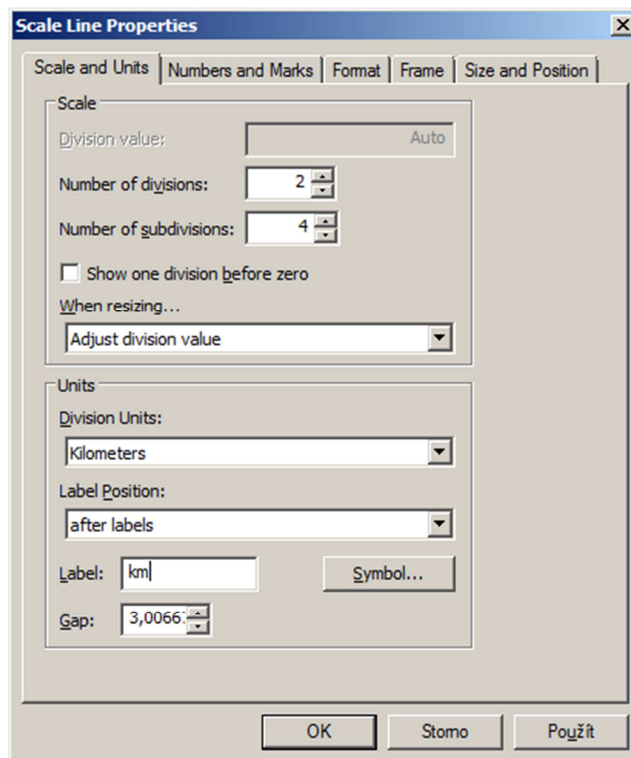 Scale Line Properties
Scale and Units Numbers and Marks Format Frame Size and Position
Scale
Division value: Auto
Number of divisions: 2
Number of subdivisions: 4
Show one division before zero
When resizing...
Adjust division value
Units
Division Units:
Kilometers
Label Position:
after labels
Label: km Symbol...
Gap: 3,0066
OK Storno Použít